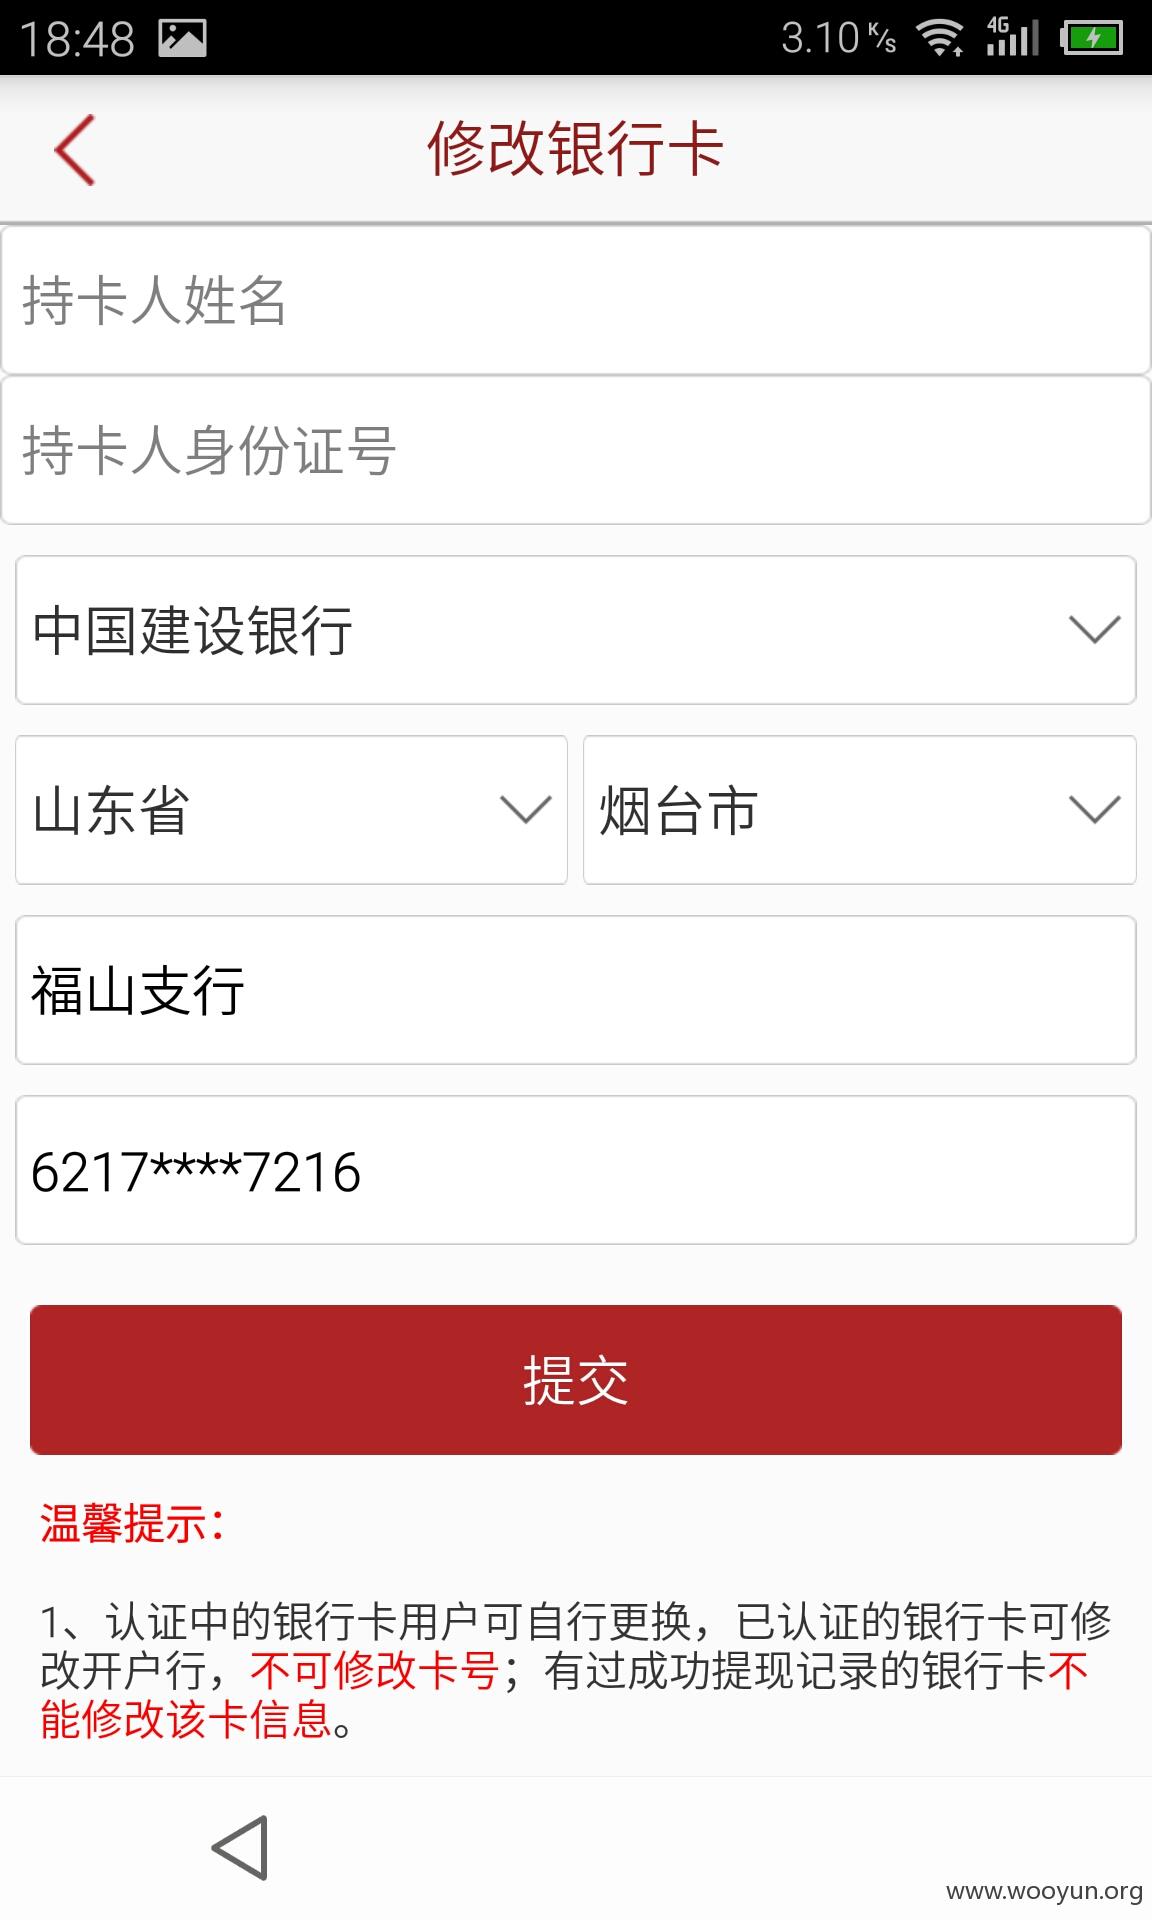 18:48
3.10 K/s
4G
修改银行卡
持卡人姓名
持卡人身份证号
中国建设银行
山东省
烟台市
福山支行
6217****7216
提交
温馨提示：
1、认证中的银行卡用户可自行更换，已认证的银行卡可修
改开户行，不可修改卡号；有过成功提现记录的银行卡不
能修改该卡信息。
www.wooyun.org